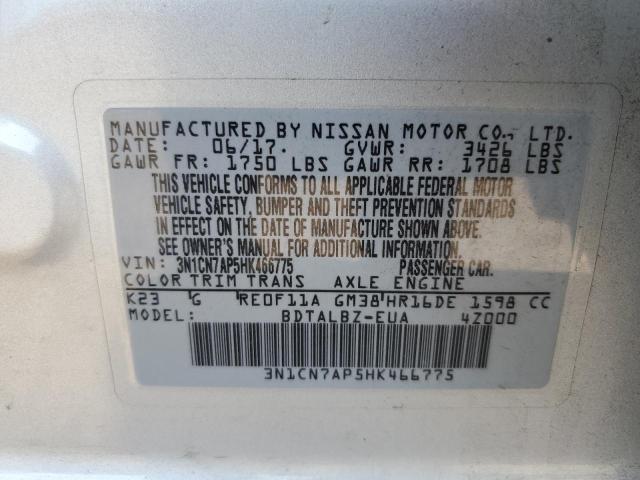 MANUFACTURED BY NISSAN MOTOR CO., LTD.
DATE: 06/17. GVWR: 3426 LBS
GAWR FR: 1750 LBS GAWR RR: 1708 LBS
THIS VEHICLE CONFORMS TO ALL APPLICABLE FEDERAL MOTOR
VEHICLE SAFETY, BUMPER AND THEFT PREVENTION STANDARDS
IN EFFECT ON THE DATE OF MANUFACTURE SHOWN ABOVE.
SEE OWNER'S MANUAL FOR ADDITIONAL INFORMATION.
VIN: 3N1CN7AP5HK466775 PASSENGER CAR.
COLOR TRIM TRANS AXLE ENGINE
K23 G RE0F11A GM38 HR16DE 1598 CC
MODEL: BDTALBZ-EUA 4Z000
3N1CN7AP5HK466775